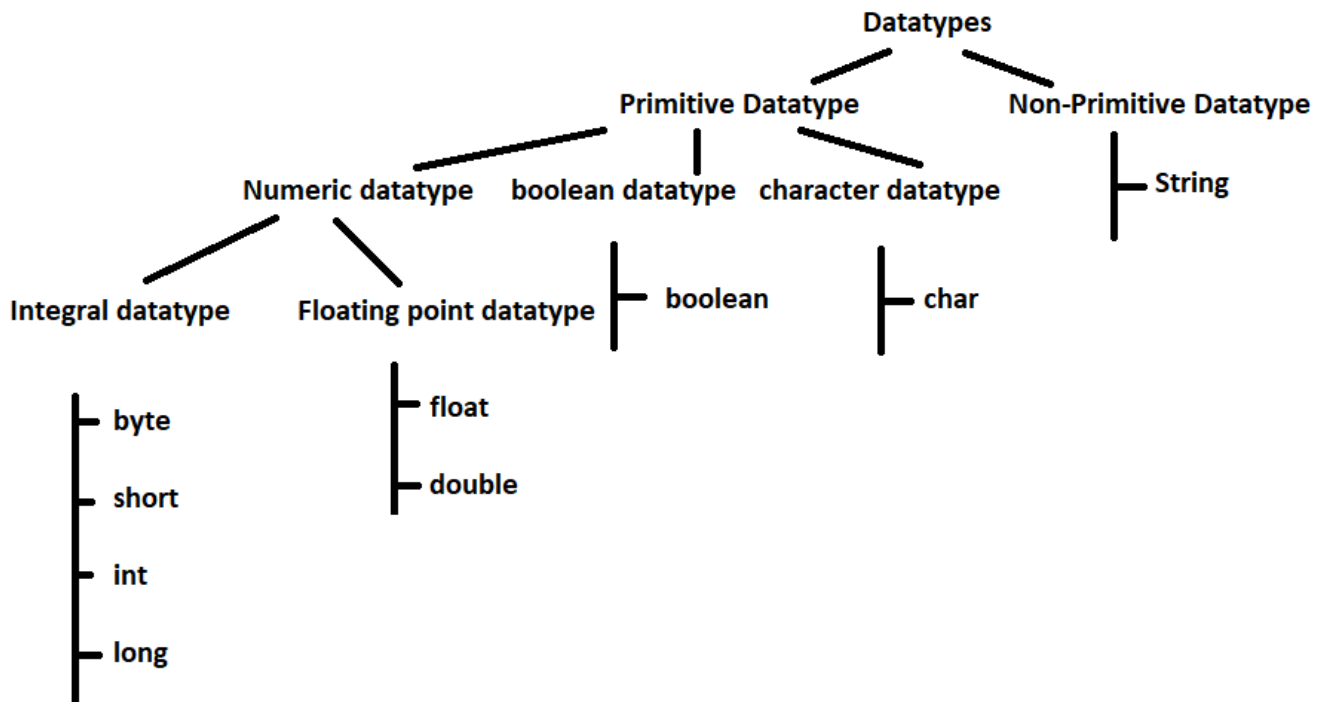 Datatypes
Primitive Datatype
Non-Primitive Datatype
Numeric datatype
boolean datatype
character datatype
String
Integral datatype
Floating point datatype
boolean
char
byte
short
int
long
float
double